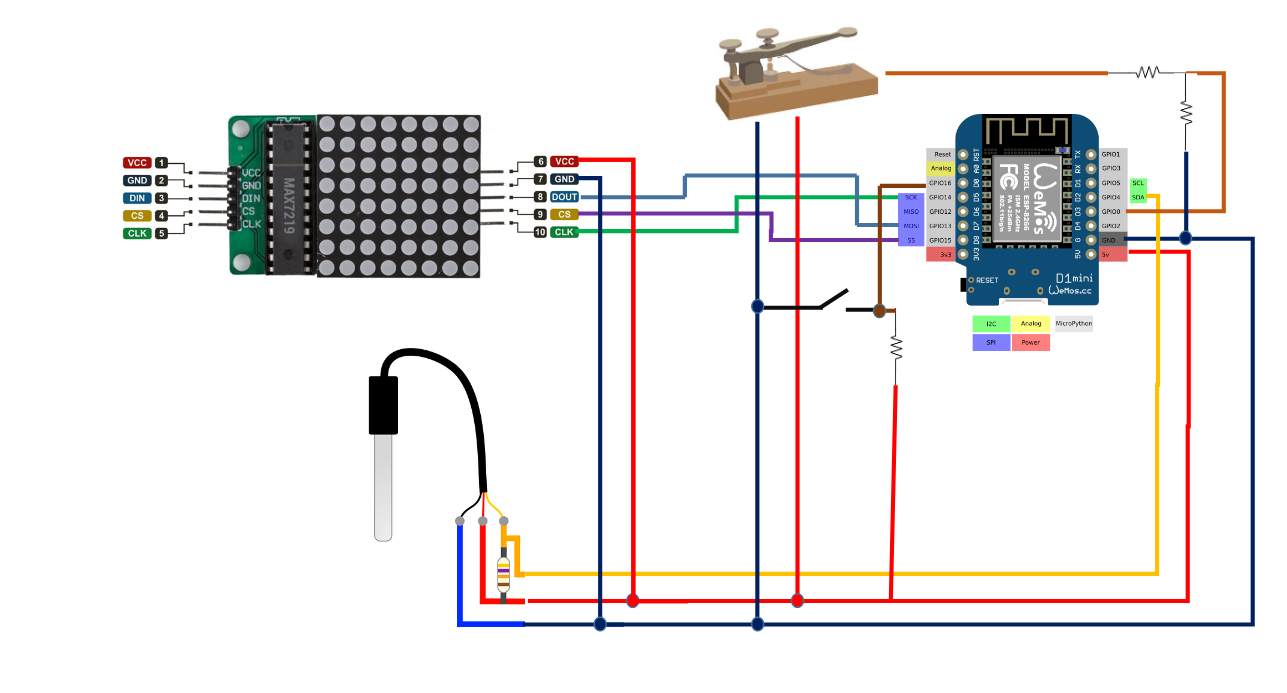 VCC 1
GND 2
DIN 3
CS 4
CLK 5
VCC
GND
DIN
CS
CLK
MAX7219
6 VCC
7 GND
8 DOUT
9 CS
10 CLK
Reset
Analog
GPIO16
SCK GPIO14
MISO GPIO12
MOSI GPIO13
SS GPIO15
3v3
RST
A0
D0
D5
D6
D7
D8
3V3
WeMos
MODEL ESP-8266
ISM 2.4GHz
PA +25dBm
802.11b/g/n
FC
TX
RX
D1
D2
D3
D4
G
5V
GPIO1
GPIO3
GPIO5 SCL
GPIO4 SDA
GPIO0
GPIO2
GND
5v
RESET
D1mini
WeMos.cc
I2C Analog MicroPython
SPI Power